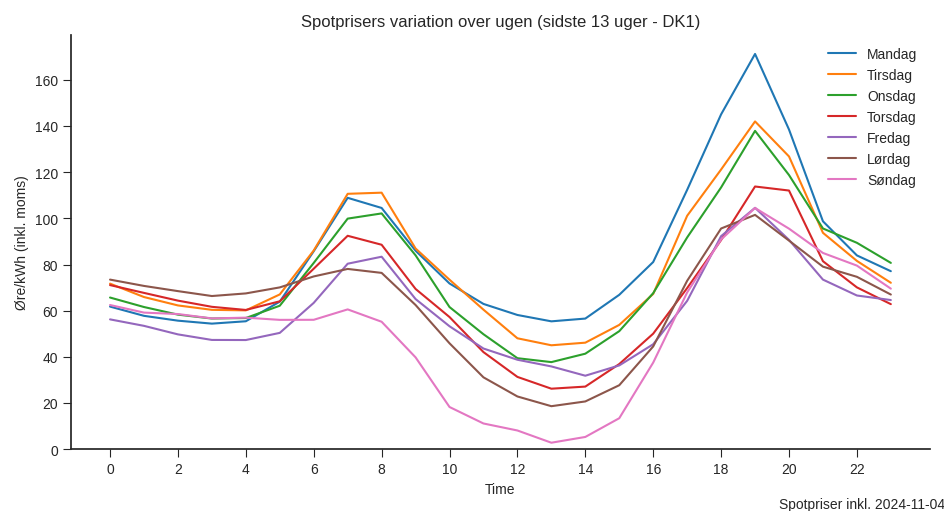 Spotprisers variation over ugen (sidste 13 uger - DK1)
Mandag
Tirsdag
Onsdag
Torsdag
Fredag
Lørdag
Søndag
Øre/kWh (inkl. moms)
160
140
120
100
80
60
40
20
0
0 2 4 6 8 10 12 14 16 18 20 22
Time
Spotpriser inkl. 2024-11-04